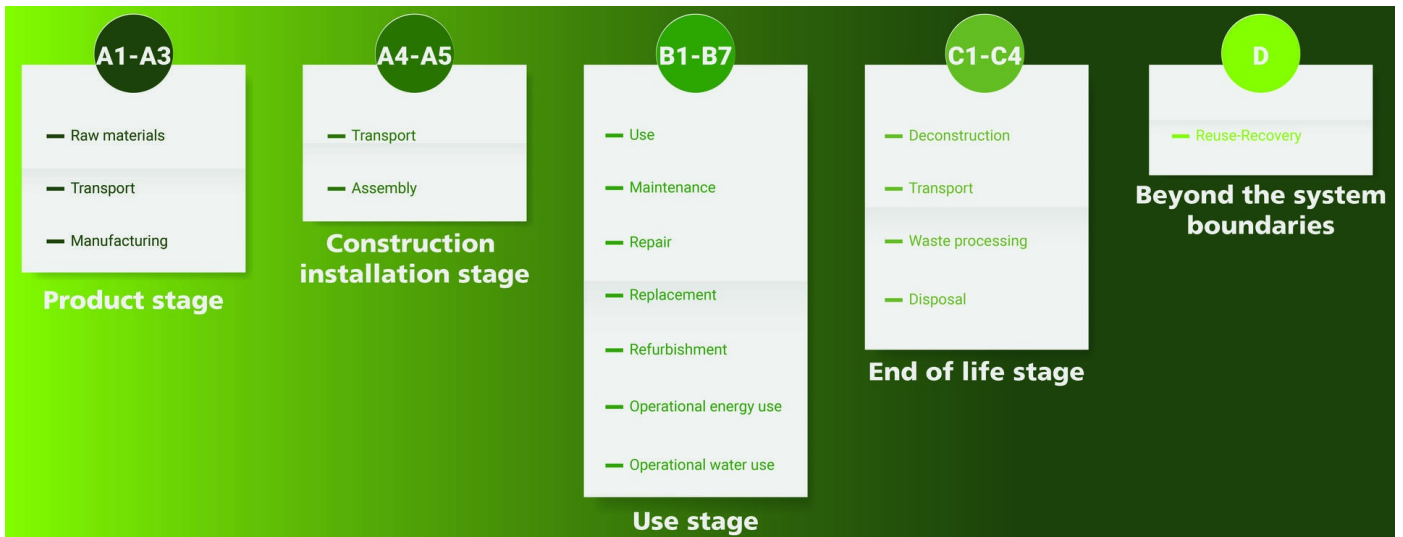 A1-A3
Raw materials
Transport
Manufacturing
Product stage
A4-A5
Transport
Assembly
Construction
installation stage
B1-B7
Use
Maintenance
Repair
Replacement
Refurbishment
Operational energy use
Operational water use
Use stage
C1-C4
Deconstruction
Transport
Waste processing
Disposal
End of life stage
D
Reuse-Recovery
Beyond the system
boundaries